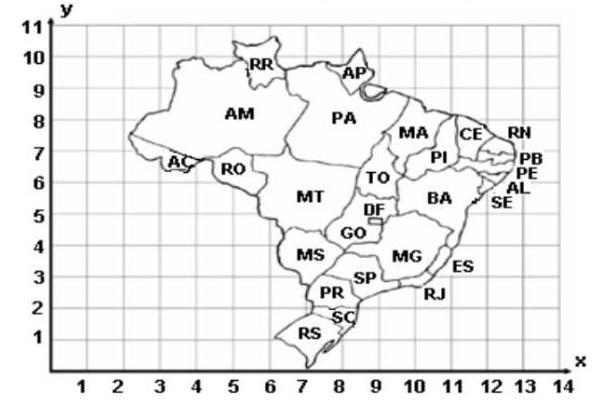 y
11
10
9
8
7
6
5
4
3
2
1
RR
AP
AM
PA
MA
CE
RN
PI
PB
AC
RO
TO
PE
MT
BA
AL
SE
DF
GO
MS
MG
ES
SP
PR
RJ
SC
RS
x
1 2 3 4 5 6 7 8 9 10 11 12 13 14